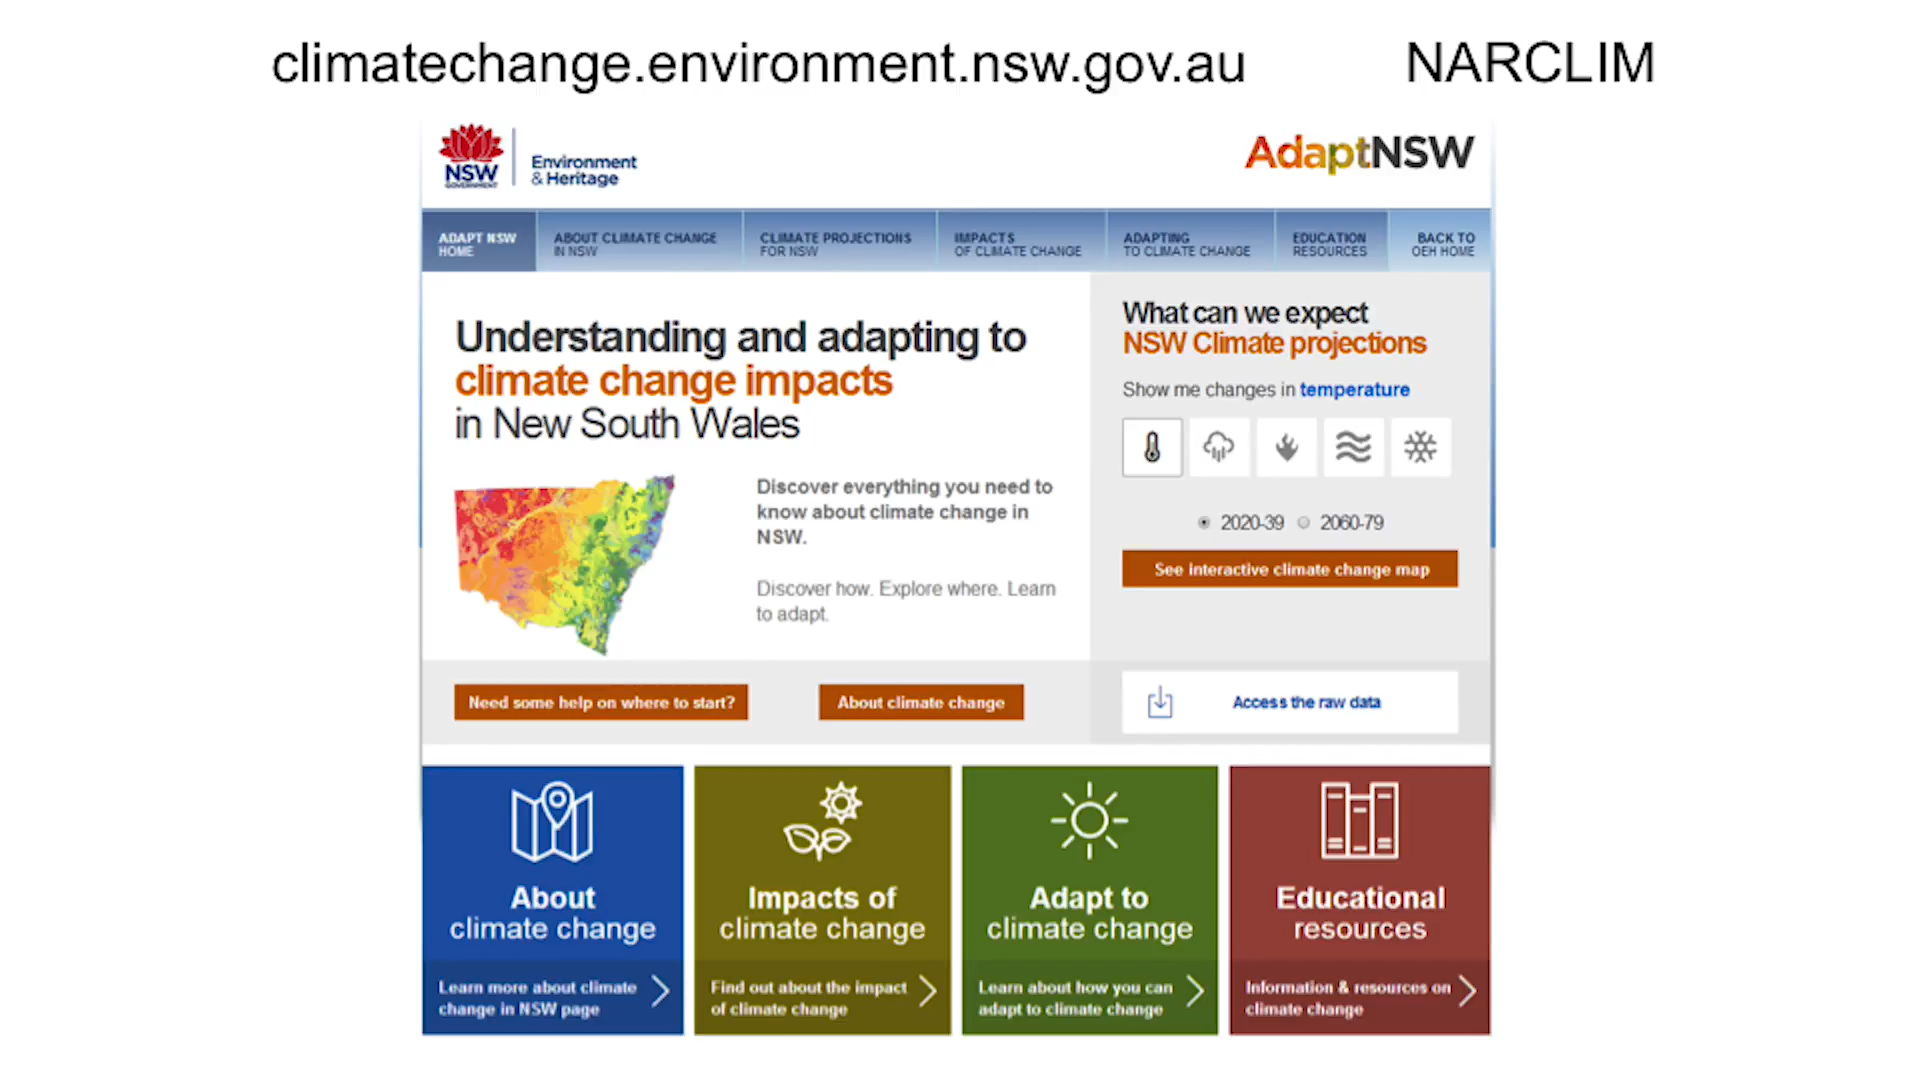 climatechange.environment.nsw.gov.au NARCLIM
NSW
GOVERNMENT
Environment
& Heritage
AdaptNSW
ADAPT NSW
HOME
ABOUT CLIMATE CHANGE
IN NSW
CLIMATE PROJECTIONS
FOR NSW
IMPACTS
OF CLIMATE CHANGE
ADAPTING
TO CLIMATE CHANGE
EDUCATION
RESOURCES
BACK TO
OEH HOME
Understanding and adapting to
climate change impacts
in New South Wales
Discover everything you need to
know about climate change in
NSW.
Discover how. Explore where. Learn
to adapt.
Need some help on where to start?
About climate change
What can we expect
NSW Climate projections
Show me changes in temperature
2020-39 2060-79
See interactive climate change map
Access the raw data
About
climate change
Learn more about climate
change in NSW page
Impacts of
climate change
Find out about the impact
of climate change
Adapt to
climate change
Learn about how you can
adapt to climate change
Educational
resources
Information & resources on
climate change